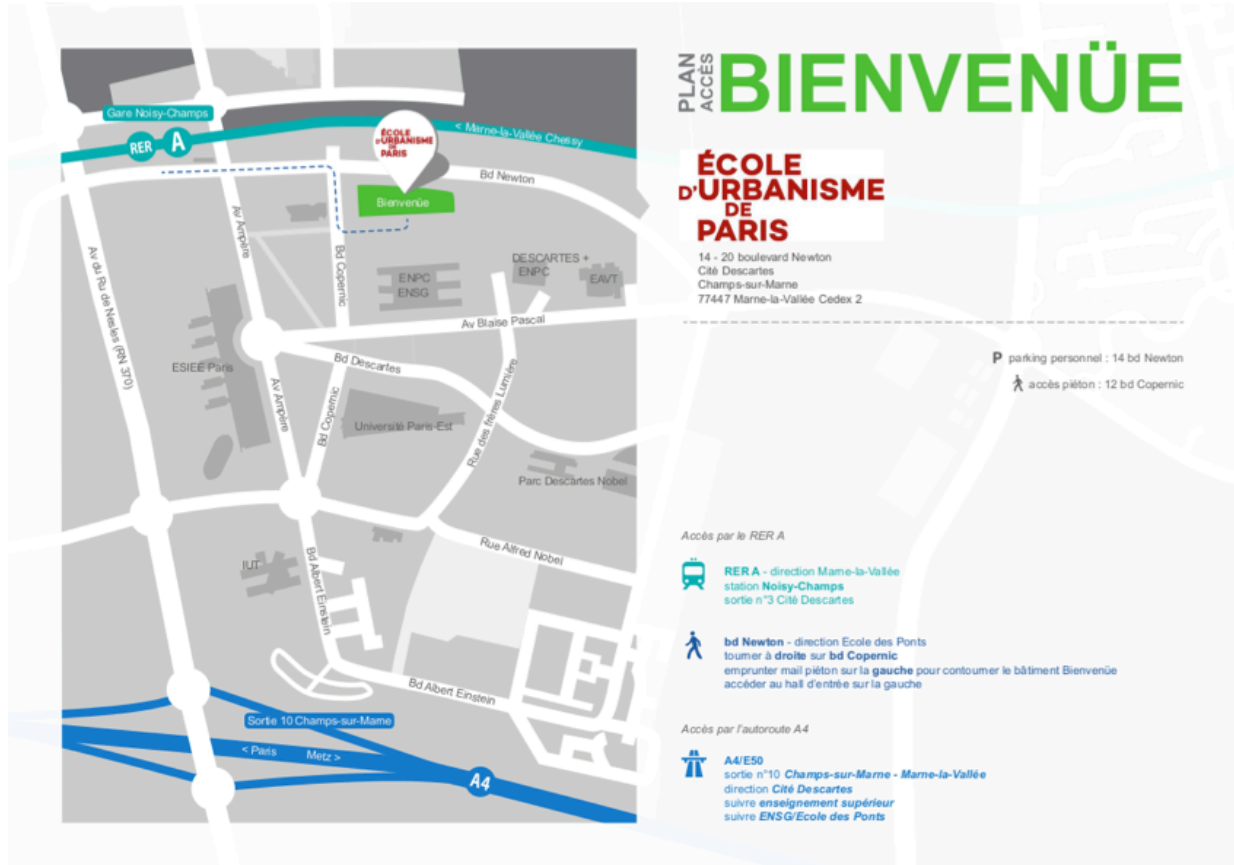 PLAN
ACCÈS
BIENVENÜE
ÉCOLE
D'URBANISME
DE
PARIS
14 - 20 boulevard Newton
Cité Descartes
Champs-sur-Marne
77447 Marne-la-Vallée Cedex 2
P parking personnel : 14 bd Newton
accès piéton : 12 bd Copernic
Accès par le RER A
RER A - direction Marne-la-Vallée
station Noisy-Champs
sortie n°3 Cité Descartes
bd Newton - direction Ecole des Ponts
tourner à droite sur bd Copernic
emprunter mail piéton sur la gauche pour contourner le bâtiment Bienvenüe
accéder au hall d'entrée sur la gauche
Accès par l'autoroute A4
A4/E50
sortie n°10 Champs-sur-Marne - Marne-la-Vallée
direction Cité Descartes
suivre enseignement supérieur
suivre ENSG/Ecole des Ponts
Gare Noisy-Champs
RER A
< Marne-la-Vallée Chessy
ÉCOLE
D'URBANISME
DE
PARIS
Bd Newton
Bienvenüe
Av Ampère
Bd Copernic
Av du Ru de Nesles (RN 370)
DESCARTES +
ENPC
EAVT
ENPC
ENSG
Av Blaise Pascal
ESIEE Paris
Bd Descartes
Av Ampère
Bd Copernic
Université Paris-Est
Rue des frères Lumière
Parc Descartes Nobel
Rue Alfred Nobel
IUT
Bd Albert Einstein
Bd Albert Einstein
Sortie 10 Champs-sur-Marne
< Paris
Metz >
A4